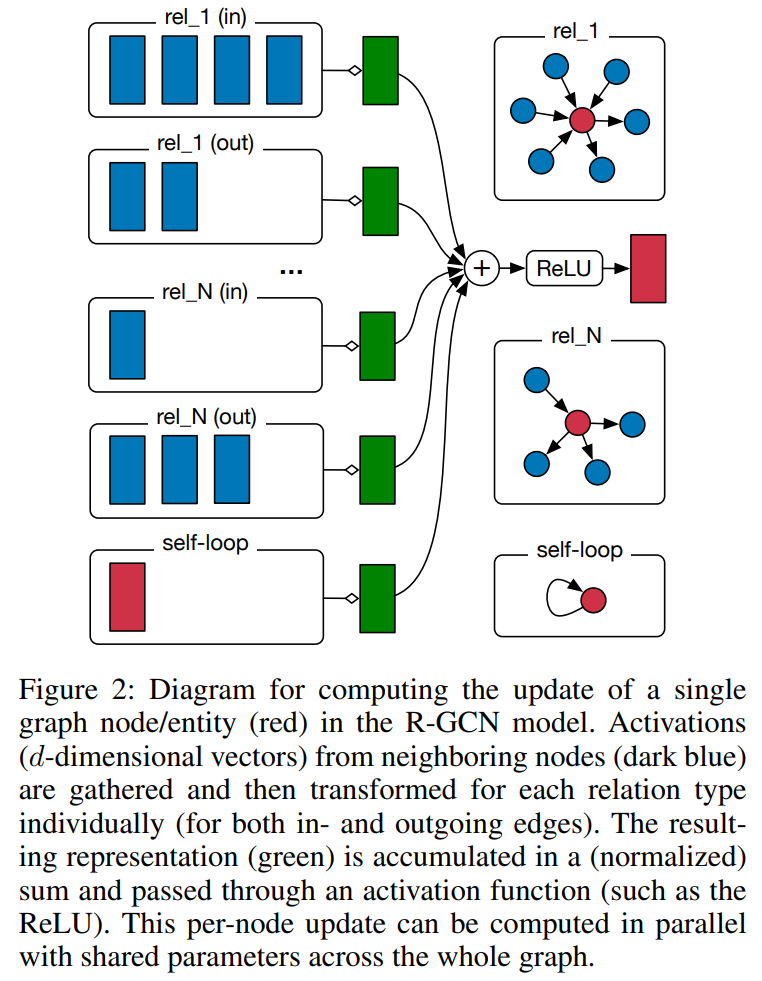 rel_1 (in)
rel_1
rel_1 (out)
...
+
ReLU
rel_N (in)
rel_N
rel_N (out)
self-loop
self-loop
Figure 2: Diagram for computing the update of a single
graph node/entity (red) in the R-GCN model. Activations
(d-dimensional vectors) from neighboring nodes (dark blue)
are gathered and then transformed for each relation type
individually (for both in- and outgoing edges). The result-
ing representation (green) is accumulated in a (normalized)
sum and passed through an activation function (such as the
ReLU). This per-node update can be computed in parallel
with shared parameters across the whole graph.